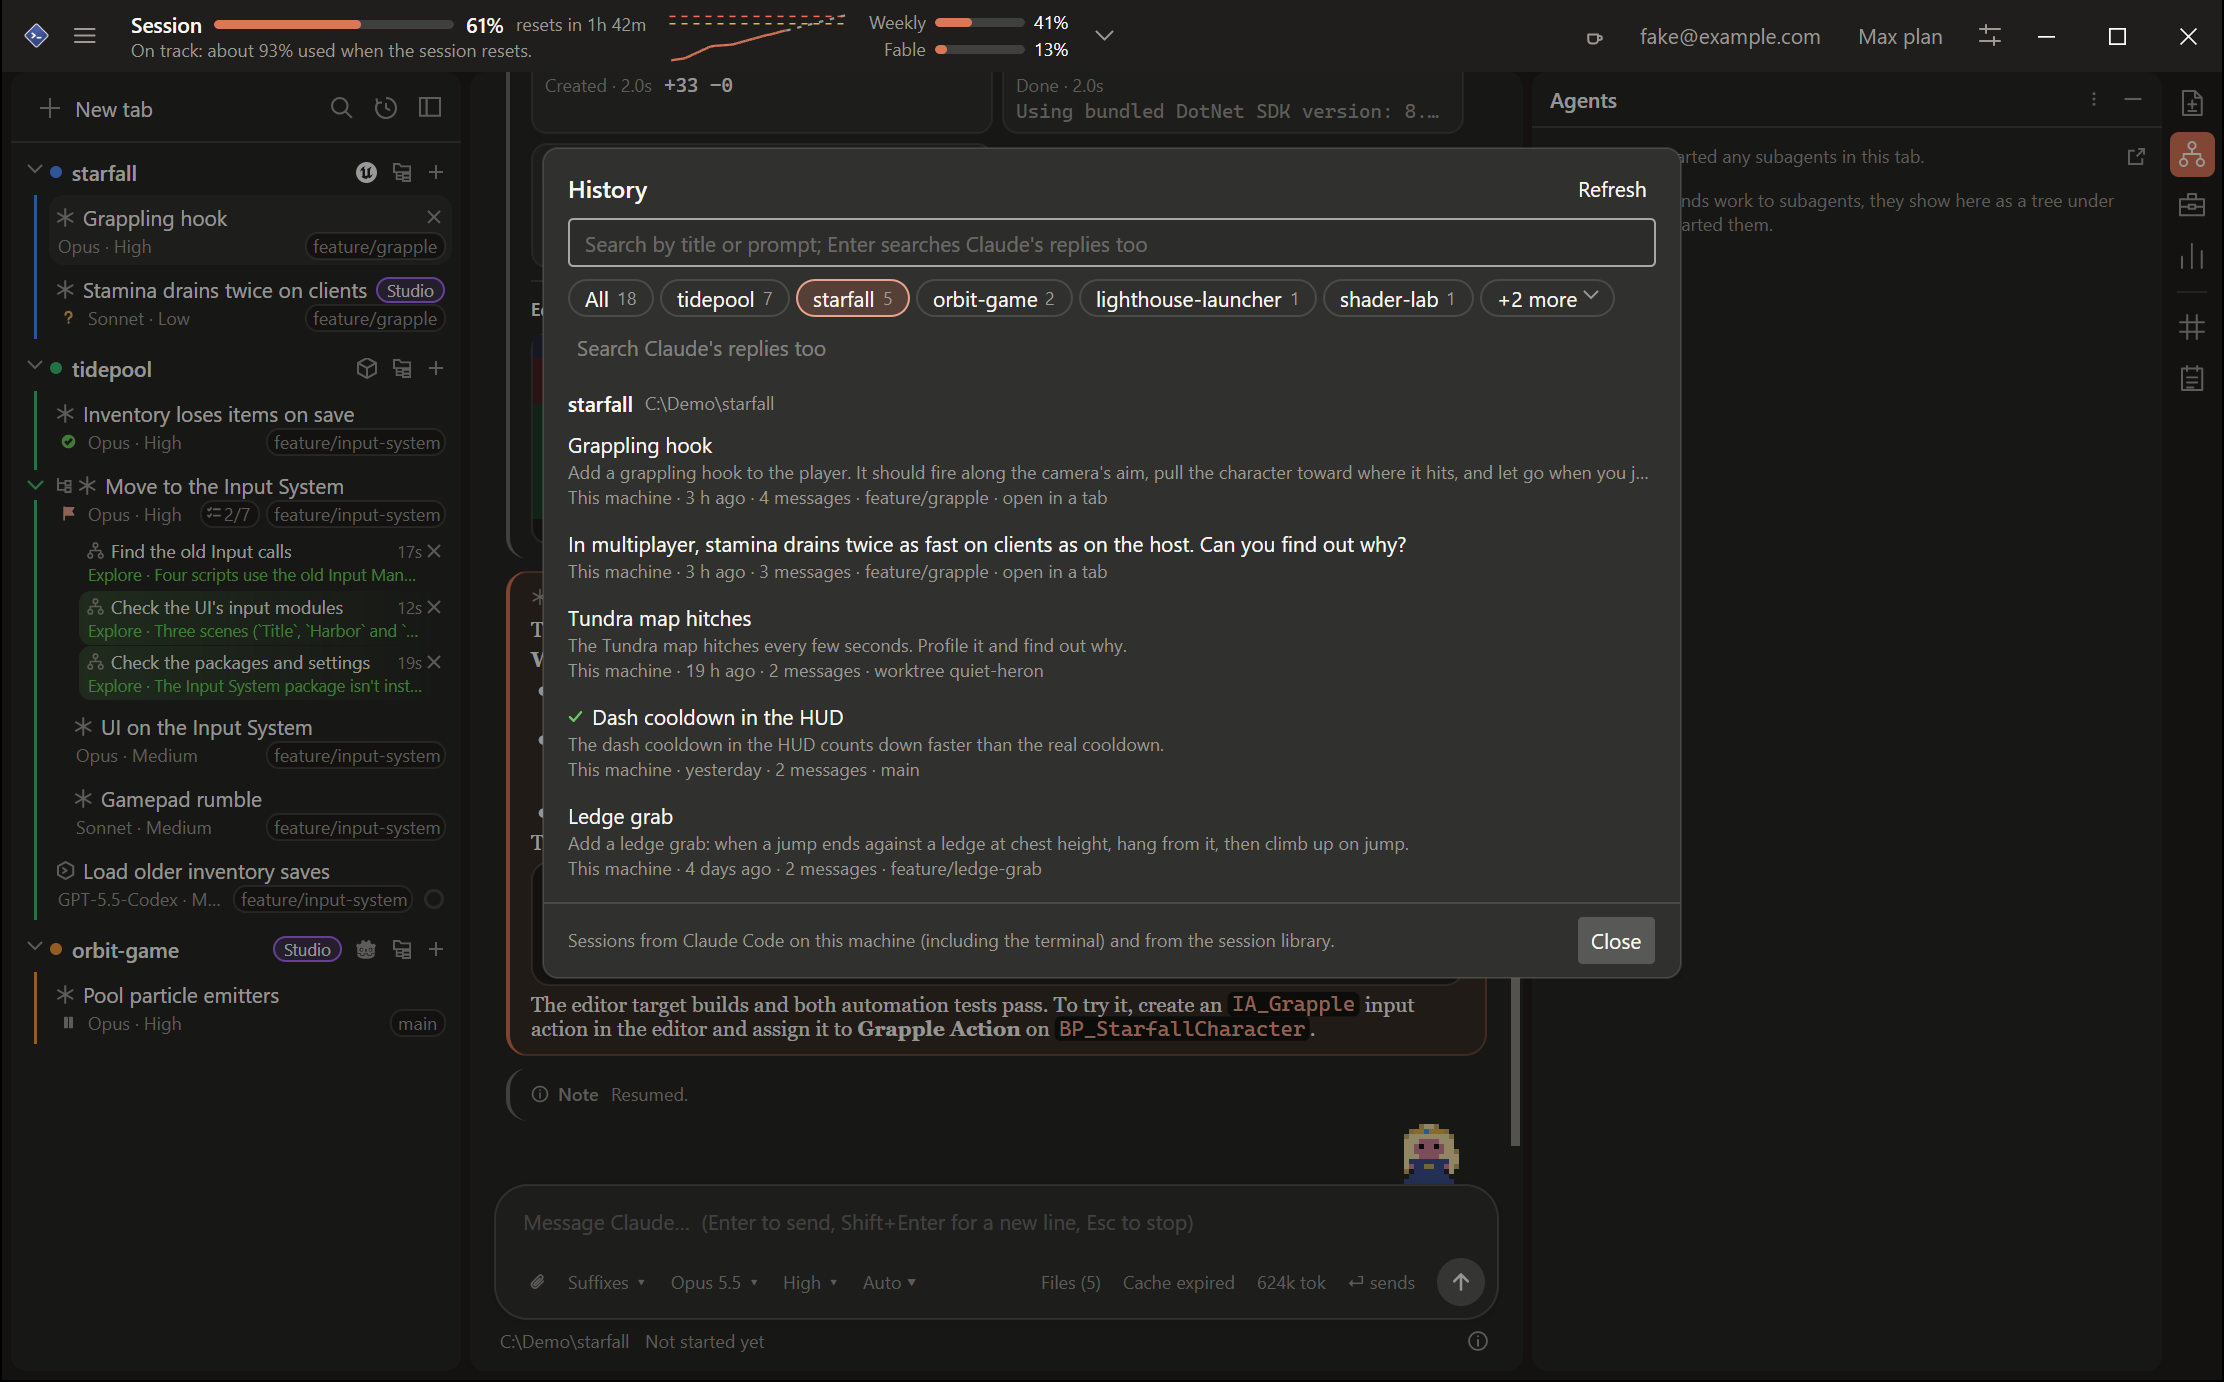 Session 61% resets in 1h 42m
On track: about 93% used when the session resets.
Weekly 41%
Fable 13%
fake@example.com Max plan
New tab
starfall
Grappling hook
Opus · High feature/grapple
Stamina drains twice on clients Studio
? Sonnet · Low feature/grapple
tidepool
Inventory loses items on save
Opus · High feature/input-system
Move to the Input System
Opus · High 2/7 feature/input-system
Find the old Input calls 17s
Explore · Four scripts use the old Input Man...
Check the UI's input modules 12s
Explore · Three scenes (`Title`, `Harbor` and `...
Check the packages and settings 19s
Explore · The Input System package isn't inst...
UI on the Input System
Opus · Medium feature/input-system
Gamepad rumble
Sonnet · Medium feature/input-system
Load older inventory saves
GPT-5.5-Codex · M... feature/input-system
orbit-game Studio
Pool particle emitters
Opus · High main
Created · 2.0s +33 −0
Done · 2.0s
Using bundled DotNet SDK version: 8.…
History Refresh
Search by title or prompt; Enter searches Claude's replies too
All 18 tidepool 7 starfall 5 orbit-game 2 lighthouse-launcher 1 shader-lab 1 +2 more
Search Claude's replies too
starfall C:\Demo\starfall
Grappling hook
Add a grappling hook to the player. It should fire along the camera's aim, pull the character toward where it hits, and let go when you j...
This machine · 3 h ago · 4 messages · feature/grapple · open in a tab
In multiplayer, stamina drains twice as fast on clients as on the host. Can you find out why?
This machine · 3 h ago · 3 messages · feature/grapple · open in a tab
Tundra map hitches
The Tundra map hitches every few seconds. Profile it and find out why.
This machine · 19 h ago · 2 messages · worktree quiet-heron
Dash cooldown in the HUD
The dash cooldown in the HUD counts down faster than the real cooldown.
This machine · yesterday · 2 messages · main
Ledge grab
Add a ledge grab: when a jump ends against a ledge at chest height, hang from it, then climb up on jump.
This machine · 4 days ago · 2 messages · feature/ledge-grab
Sessions from Claude Code on this machine (including the terminal) and from the session library.
Close
The editor target builds and both automation tests pass. To try it, create an IA_Grapple input
action in the editor and assign it to Grapple Action on BP_StarfallCharacter.
Note Resumed.
Message Claude... (Enter to send, Shift+Enter for a new line, Esc to stop)
Suffixes Opus 5.5 High Auto Files (5) Cache expired 624k tok sends
C:\Demo\starfall Not started yet
Agents
arted any subagents in this tab.
nds work to subagents, they show here as a tree under
arted them.